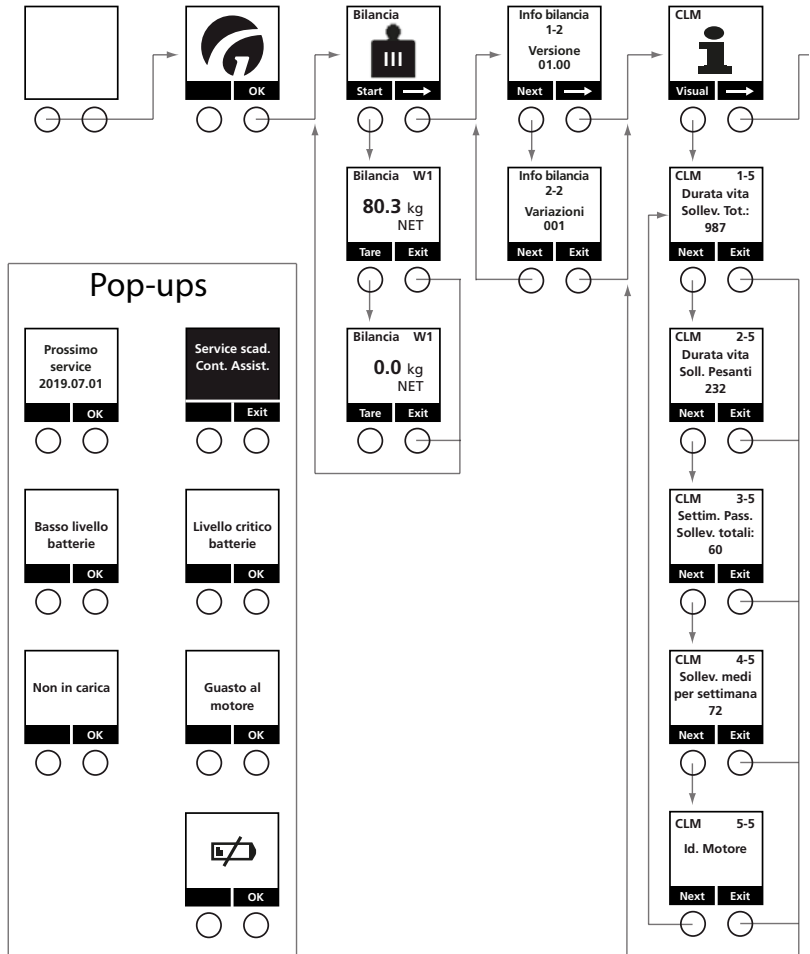 OK
Bilancia
III
Start
Info bilancia
1-2
Versione
01.00
Next
CLM
Visual
Bilancia W1
80.3 kg
NET
Tare Exit
Info bilancia
2-2
Variazioni
001
Next Exit
CLM 1-5
Durata vita
Sollev. Tot.:
987
Next Exit
Bilancia W1
0.0 kg
NET
Tare Exit
CLM 2-5
Durata vita
Soll. Pesanti
232
Next Exit
CLM 3-5
Settim. Pass.
Sollev. totali:
60
Next Exit
CLM 4-5
Sollev. medi
per settimana
72
Next Exit
CLM 5-5
Id. Motore
Next Exit
Pop-ups
Prossimo
service
2019.07.01
OK
Service scad.
Cont. Assist.
Exit
Basso livello
batterie
OK
Livello critico
batterie
OK
Non in carica
OK
Guasto al
motore
OK
OK